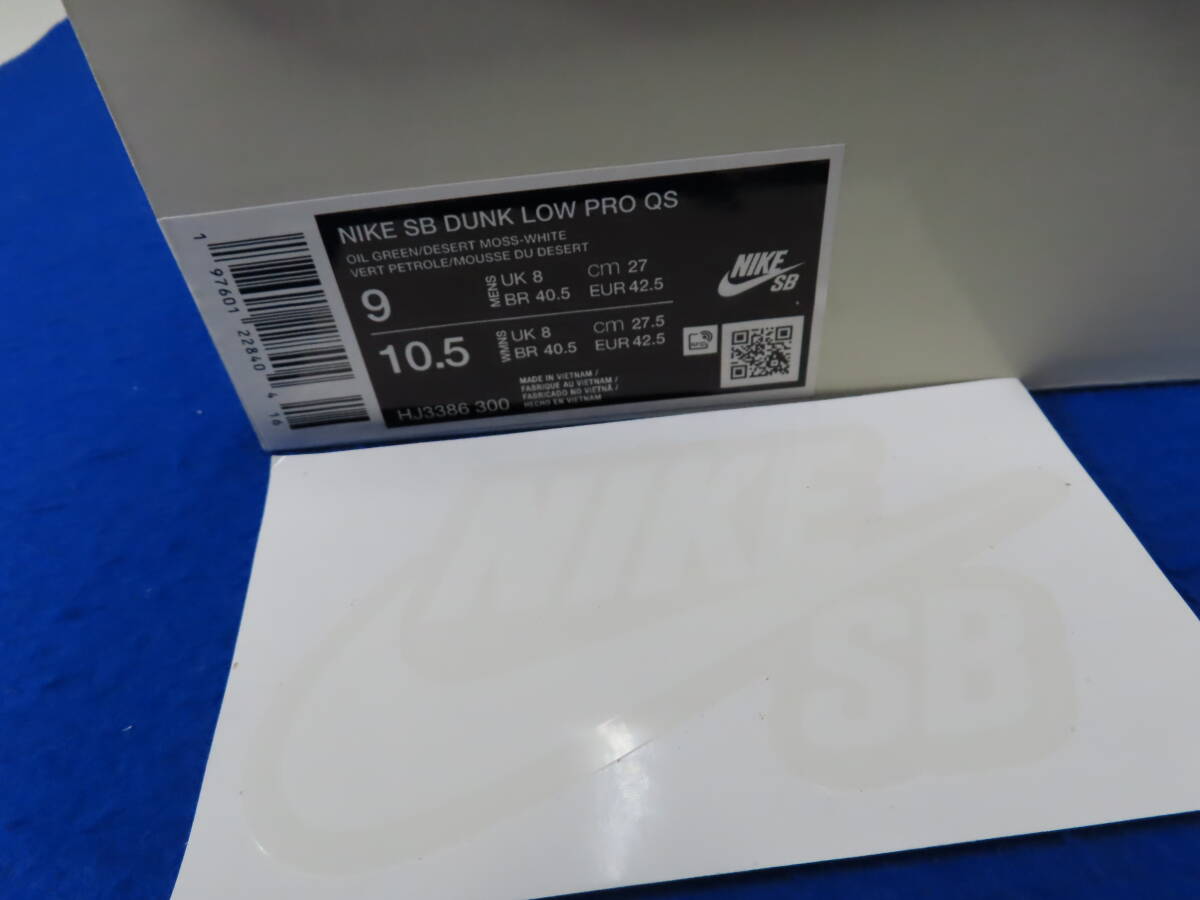 NIKE SB DUNK LOW PRO QS
OIL GREEN/DESERT MOSS-WHITE
VERT PETROLE/MOUSSE DU DESERT
9
MENS
UK 8 cm 27
BR 40.5 EUR 42.5
10.5
WMNS
UK 8 cm 27.5
BR 40.5 EUR 42.5
HJ3386 300
MADE IN VIETNAM /
FABRIQUE AU VIETNAM /
FABRICADO NO VIETNÃ /
HECHO EN VIETNAM
NIKE
SB
RFID
1 97601 22840 4 16
NIKE
SB